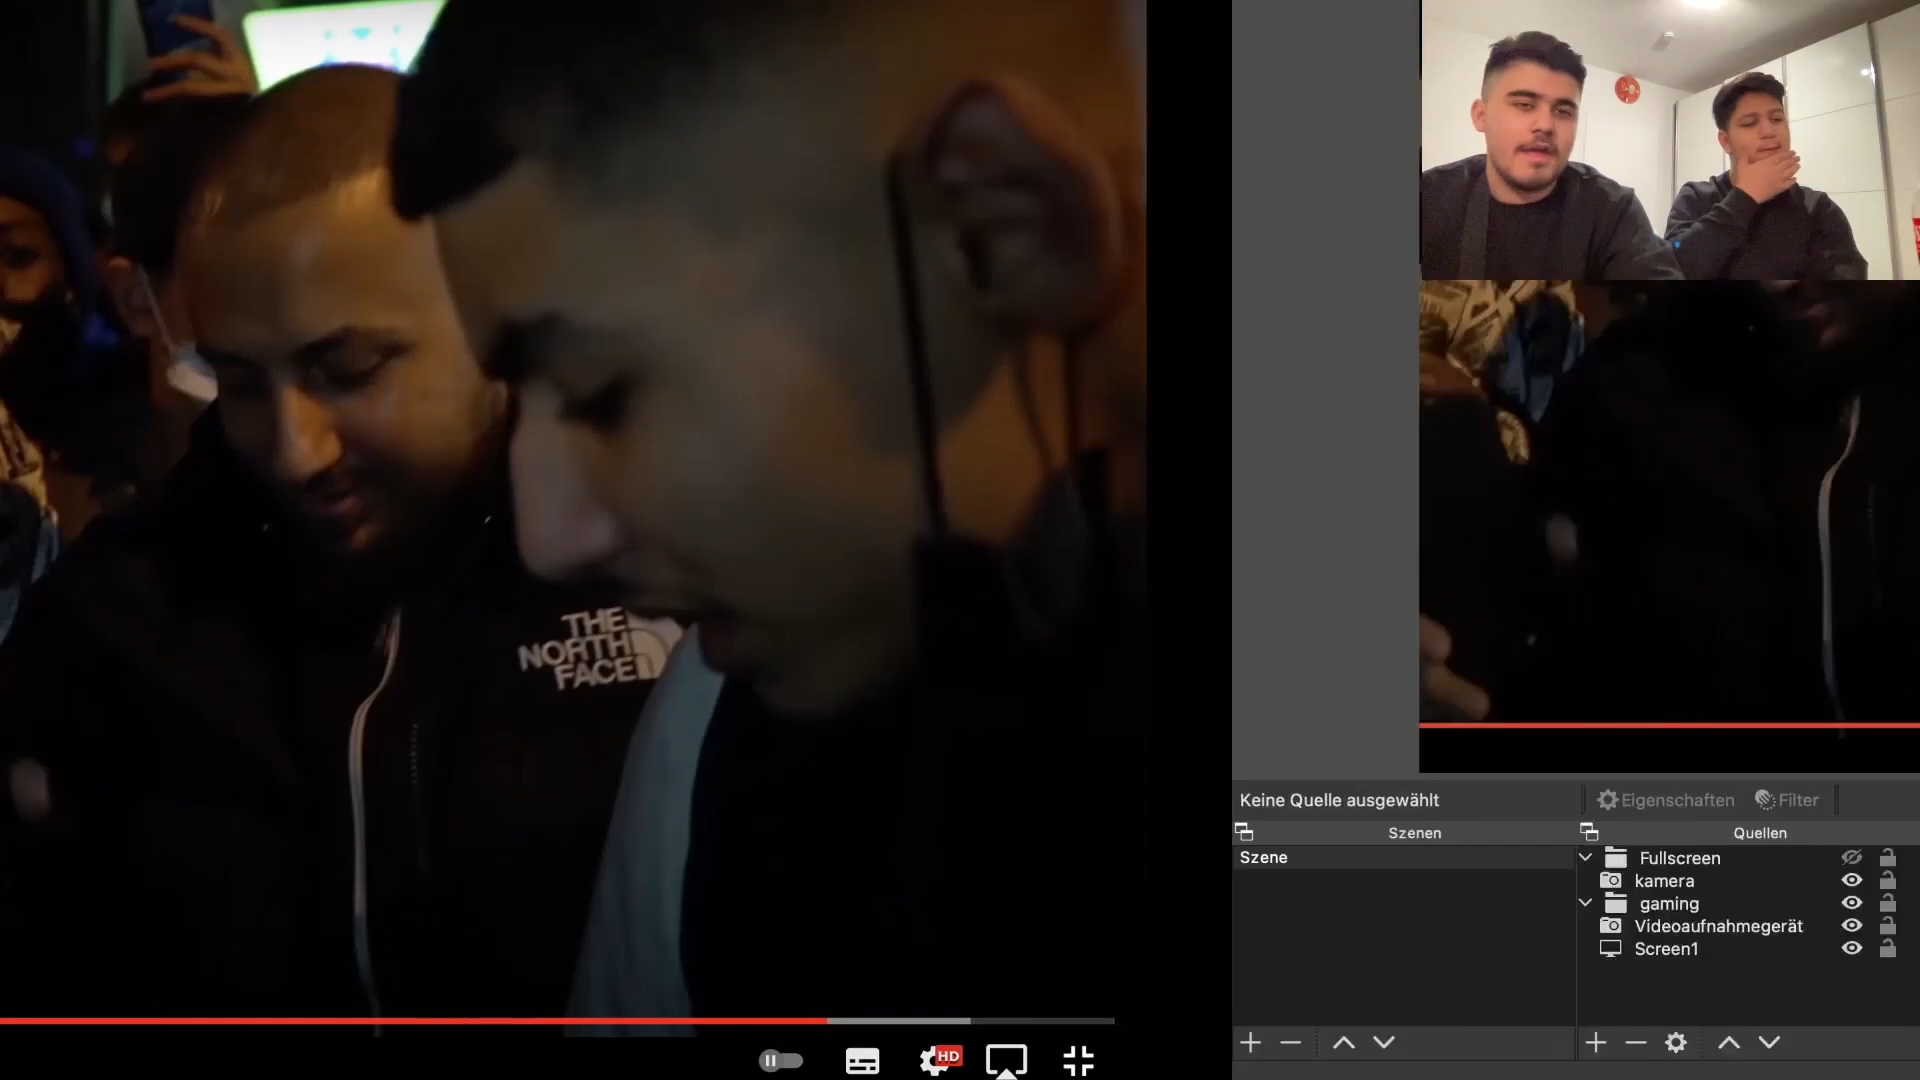 THE
NORTH
FACE
HD
Keine Quelle ausgewählt
Eigenschaften
Filter
Szenen
Quellen
Szene
Fullscreen
kamera
gaming
Videoaufnahmegerät
Screen1